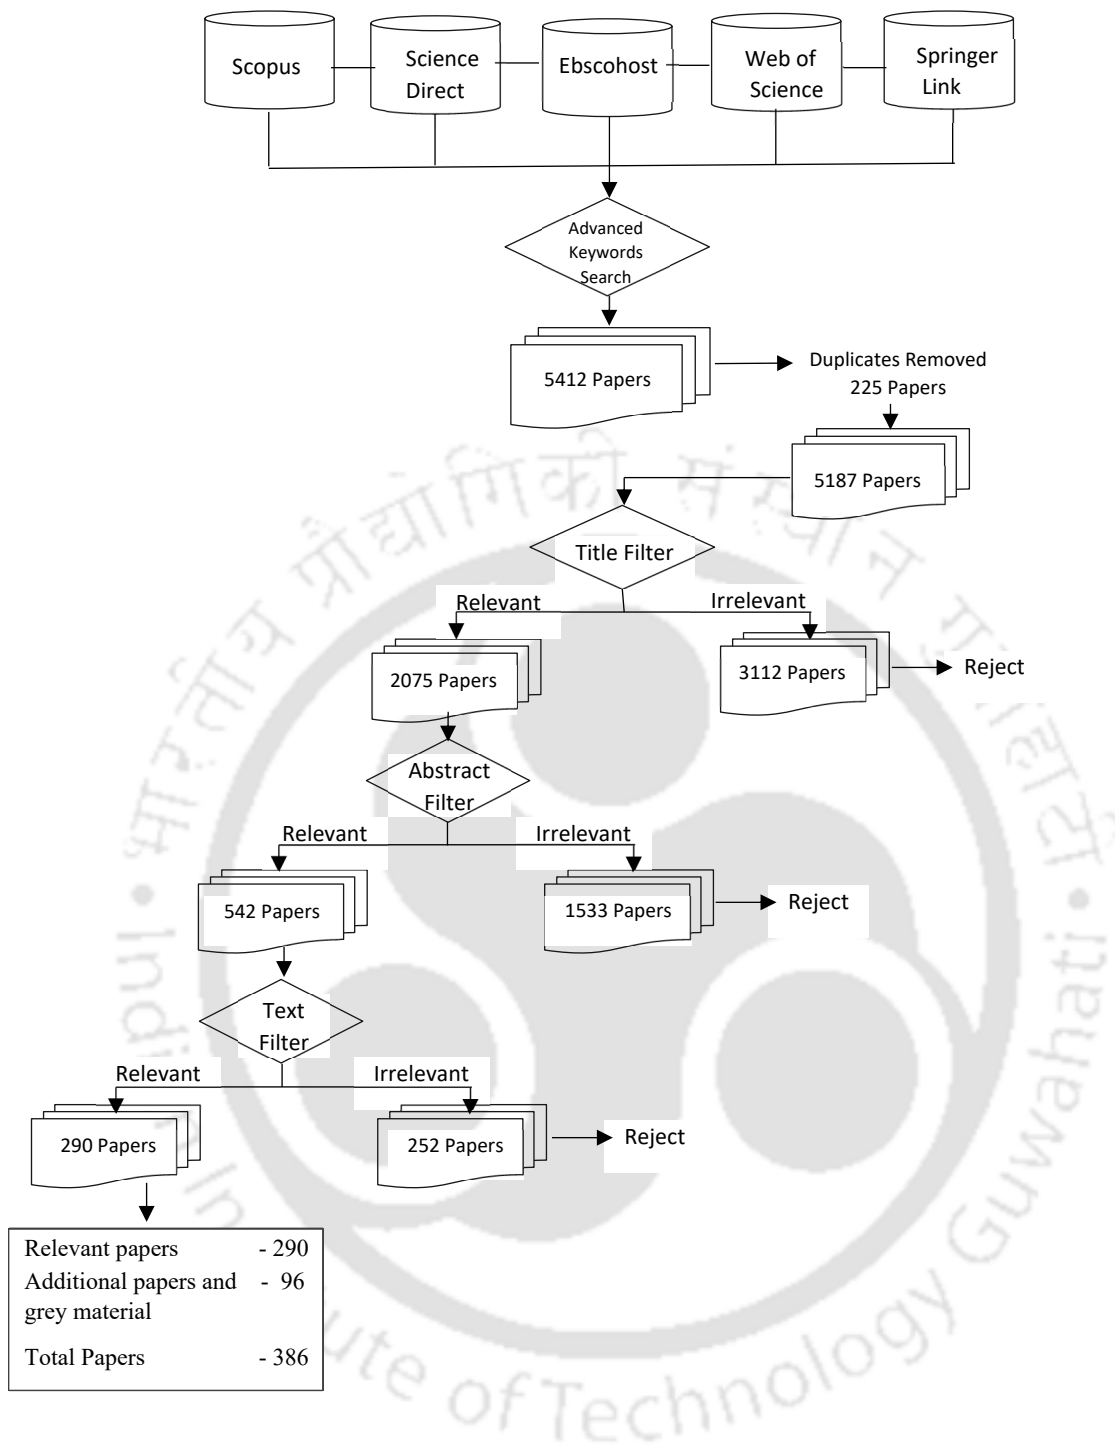 Scopus
Science
Direct
Ebscohost
Web of
Science
Springer
Link
Advanced
Keywords
Search
5412 Papers
Duplicates Removed
225 Papers
5187 Papers
Title Filter
Relevant
Irrelevant
2075 Papers
3112 Papers
Reject
Abstract
Filter
Relevant
Irrelevant
542 Papers
1533 Papers
Reject
Text
Filter
Relevant
Irrelevant
290 Papers
252 Papers
Reject
Relevant papers - 290
Additional papers and - 96
grey material
Total Papers - 386